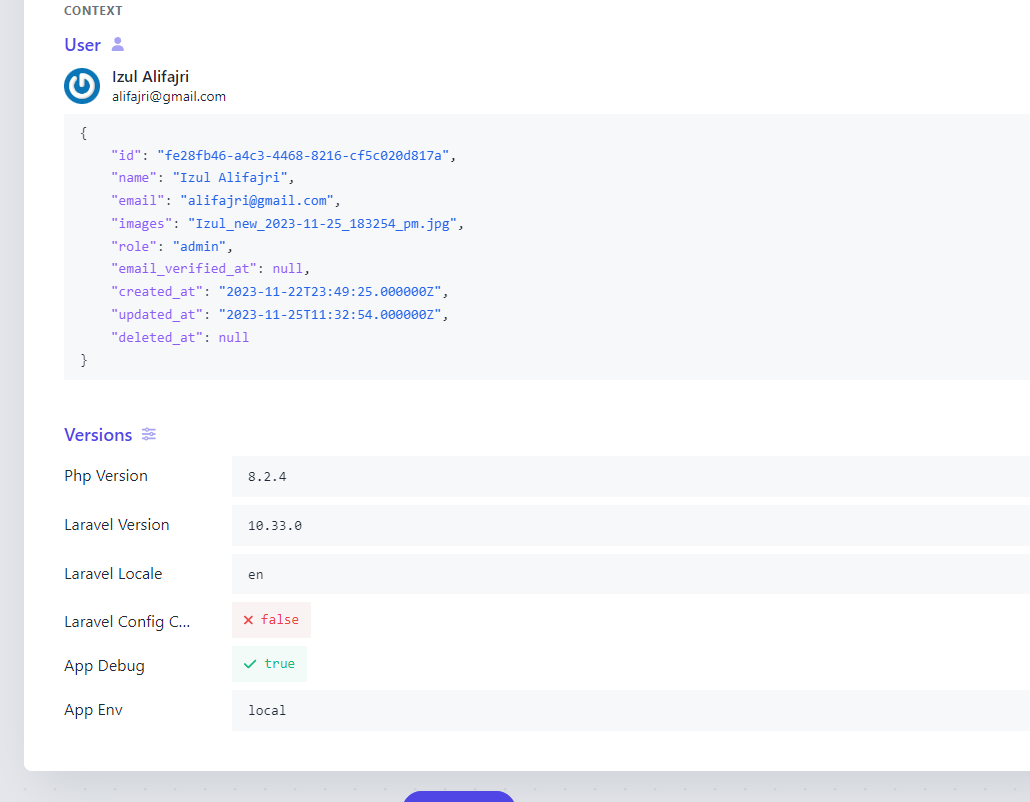 CONTEXT
User
Izul Alifajri
alifajri@gmail.com
{
    "id": "fe28fb46-a4c3-4468-8216-cf5c020d817a",
    "name": "Izul Alifajri",
    "email": "alifajri@gmail.com",
    "images": "Izul_new_2023-11-25_183254_pm.jpg",
    "role": "admin",
    "email_verified_at": null,
    "created_at": "2023-11-22T23:49:25.000000Z",
    "updated_at": "2023-11-25T11:32:54.000000Z",
    "deleted_at": null
}
Versions
Php Version 8.2.4
Laravel Version 10.33.0
Laravel Locale en
Laravel Config C... false
App Debug true
App Env local